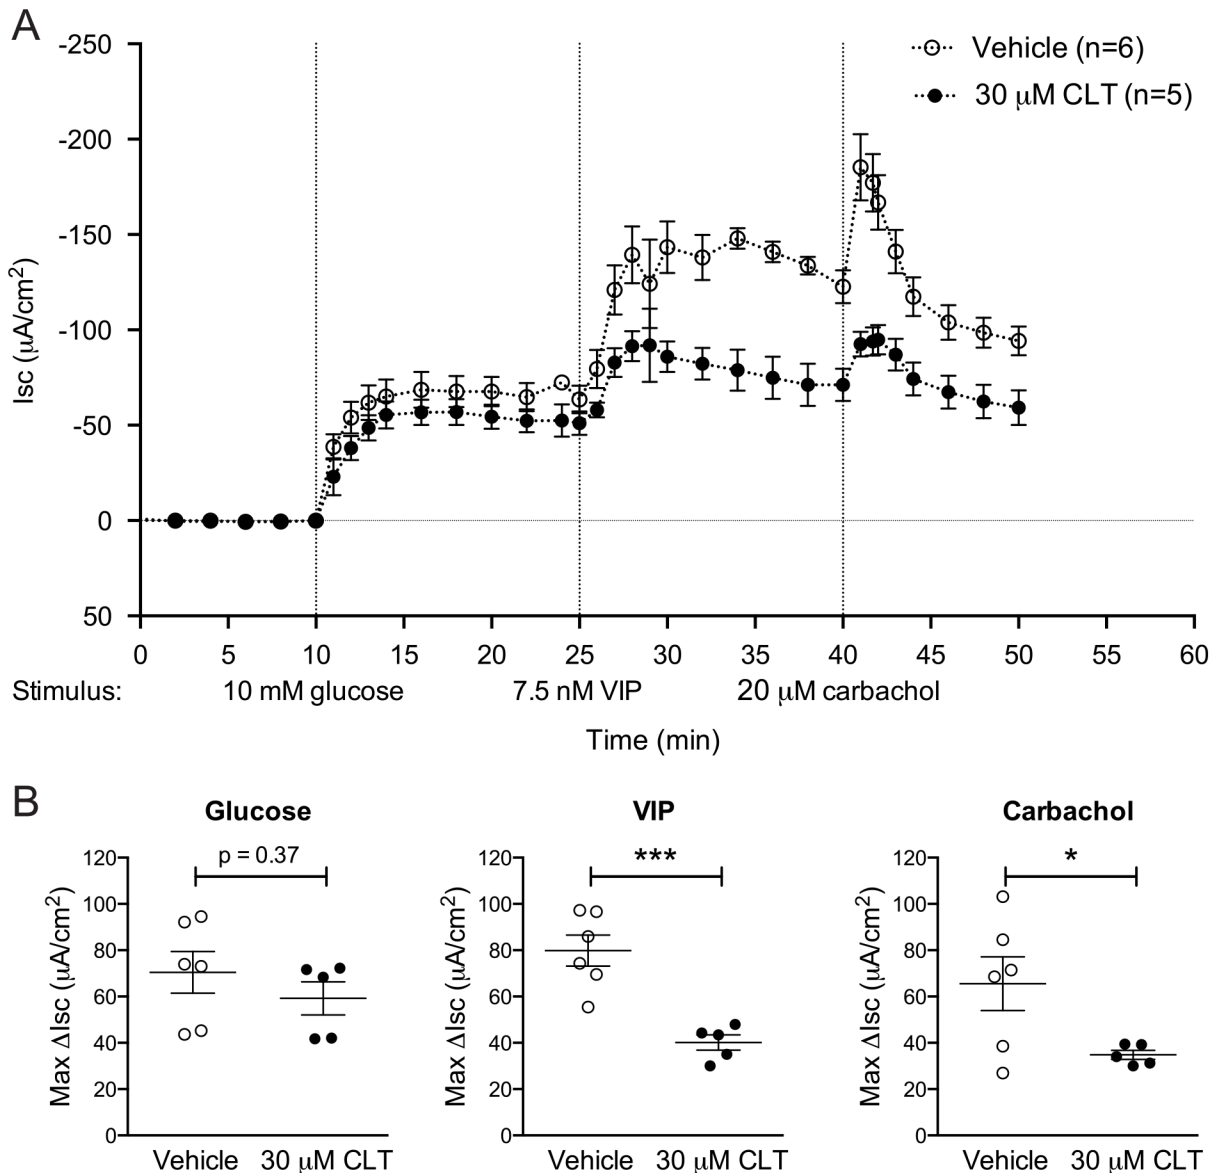 A
Vehicle (n=6)
30 μM CLT (n=5)
Isc (μA/cm²)
-250
-200
-150
-100
-50
0
50
0 5 10 15 20 25 30 35 40 45 50 55 60
Stimulus: 10 mM glucose 7.5 nM VIP 20 μM carbachol
Time (min)
B
Glucose
p = 0.37
Max ΔIsc (μA/cm²)
120
100
80
60
40
20
0
Vehicle 30 μM CLT
VIP
***
Max ΔIsc (μA/cm²)
120
100
80
60
40
20
0
Vehicle 30 μM CLT
Carbachol
*
Max ΔIsc (μA/cm²)
120
100
80
60
40
20
0
Vehicle 30 μM CLT